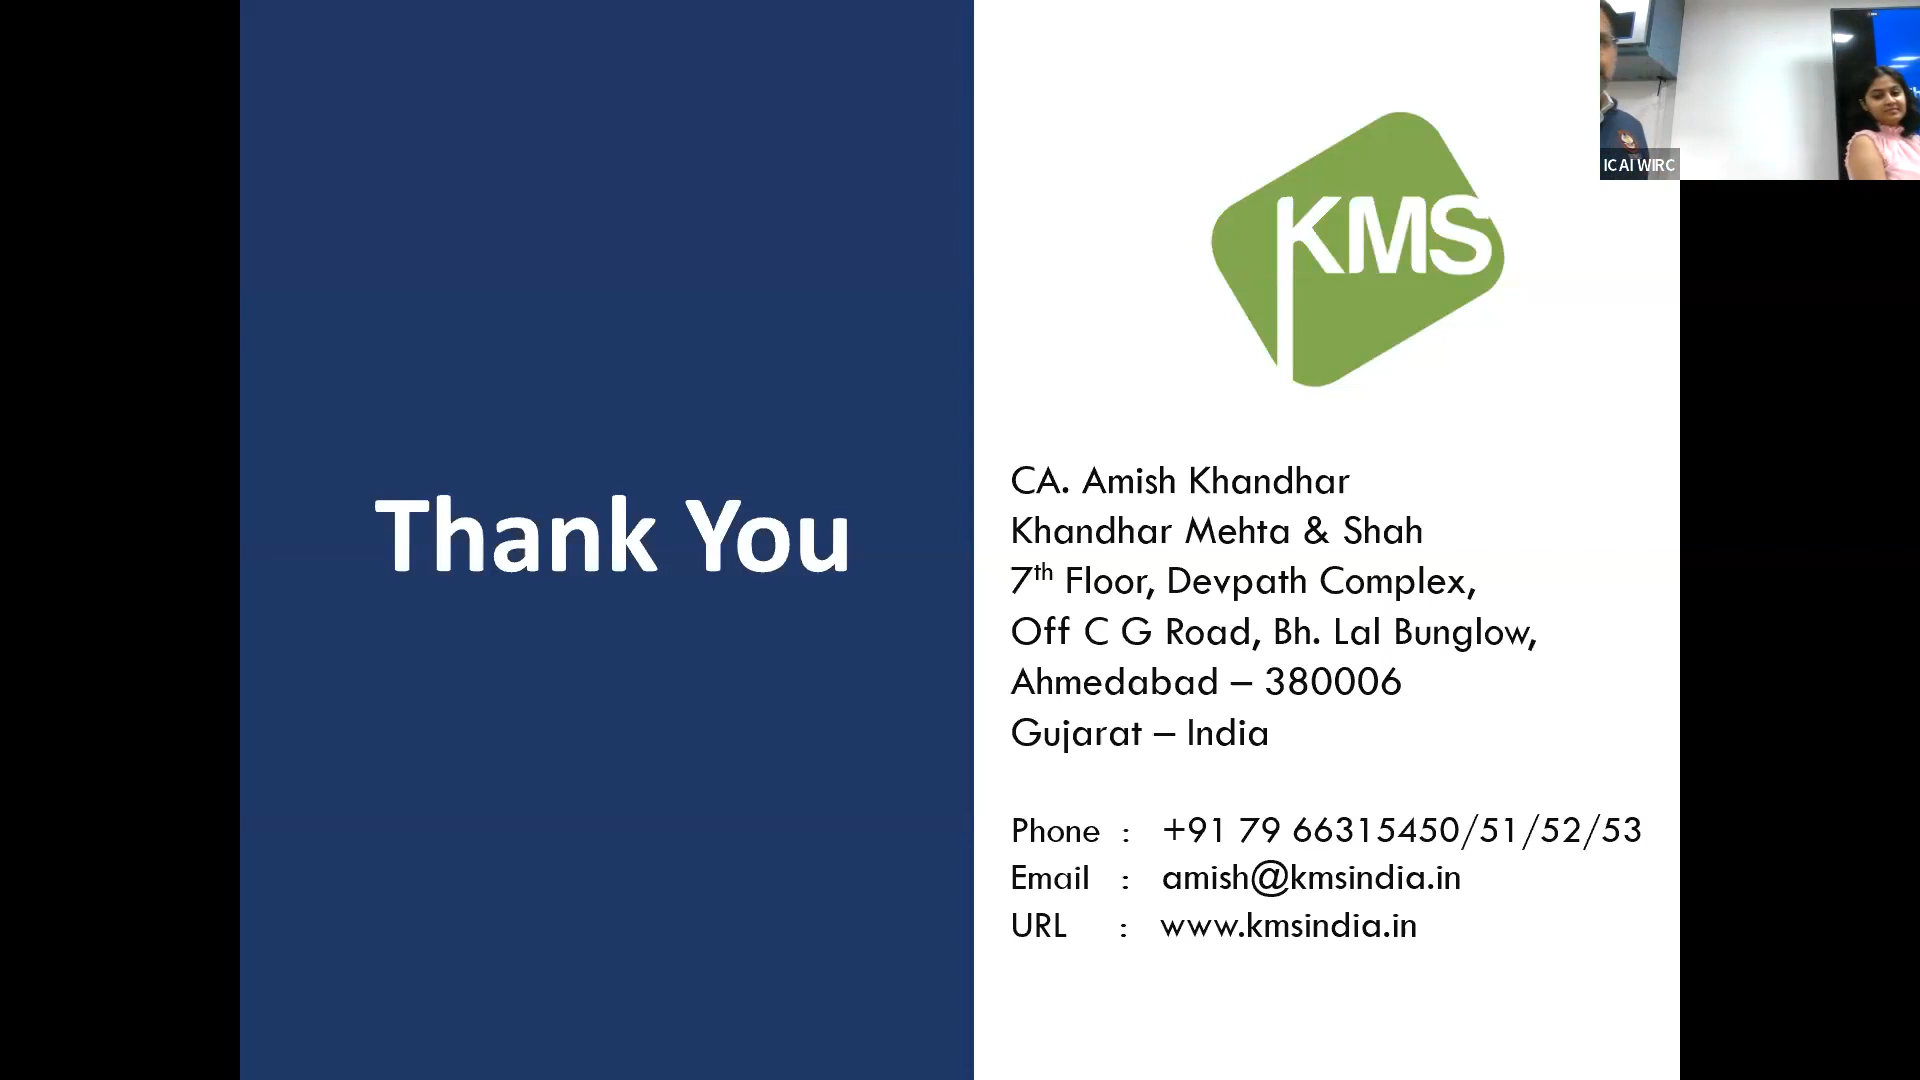 Thank You
KMS
CA. Amish Khandhar
Khandhar Mehta & Shah
7th Floor, Devpath Complex,
Off C G Road, Bh. Lal Bunglow,
Ahmedabad – 380006
Gujarat – India
Phone : +91 79 66315450/51/52/53
Email : amish@kmsindia.in
URL : www.kmsindia.in
ICAI WIRC